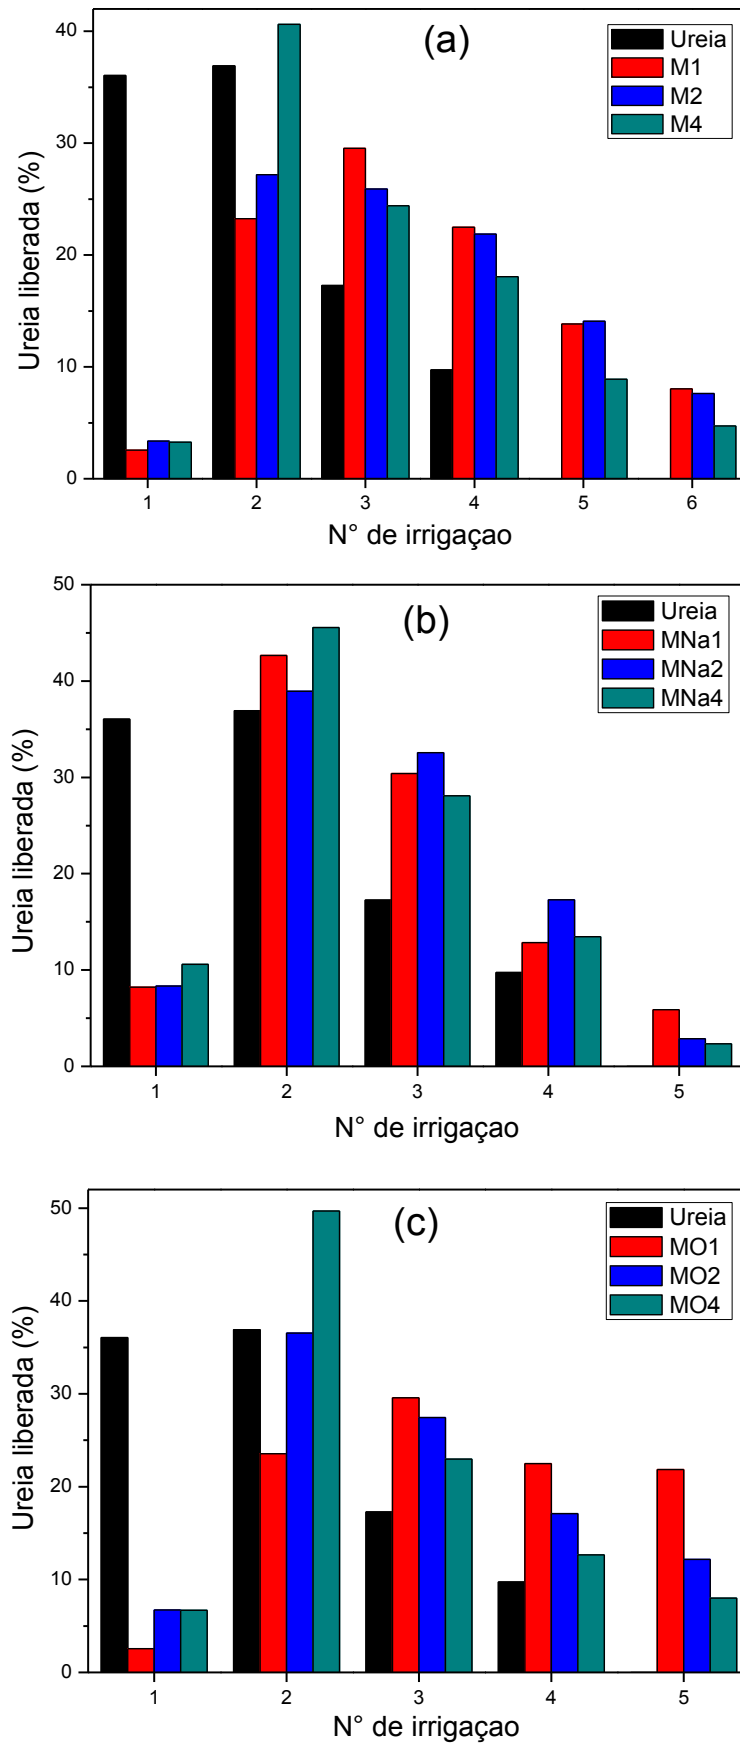 (a)
Ureia
M1
M2
M4
40
30
20
10
0
Ureia liberada (%)
1 2 3 4 5 6
N° de irrigaçao
(b)
Ureia
MNa1
MNa2
MNa4
50
40
30
20
10
0
Ureia liberada (%)
1 2 3 4 5
N° de irrigaçao
(c)
Ureia
MO1
MO2
MO4
50
40
30
20
10
0
Ureia liberada (%)
1 2 3 4 5
N° de irrigaçao